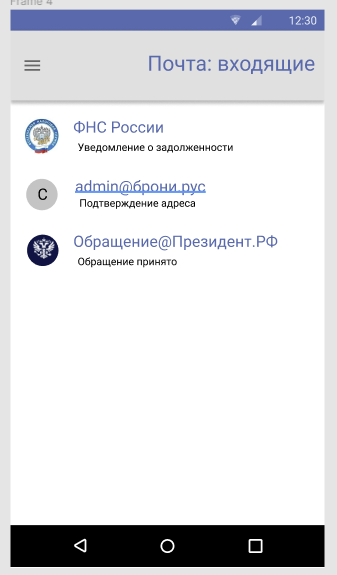 Frame 4
12:30
Почта: входящие
ФНС России
Уведомление о задолженности
С
admin@брони.рус
Подтверждение адреса
Обращение@Президент.РФ
Обращение принято